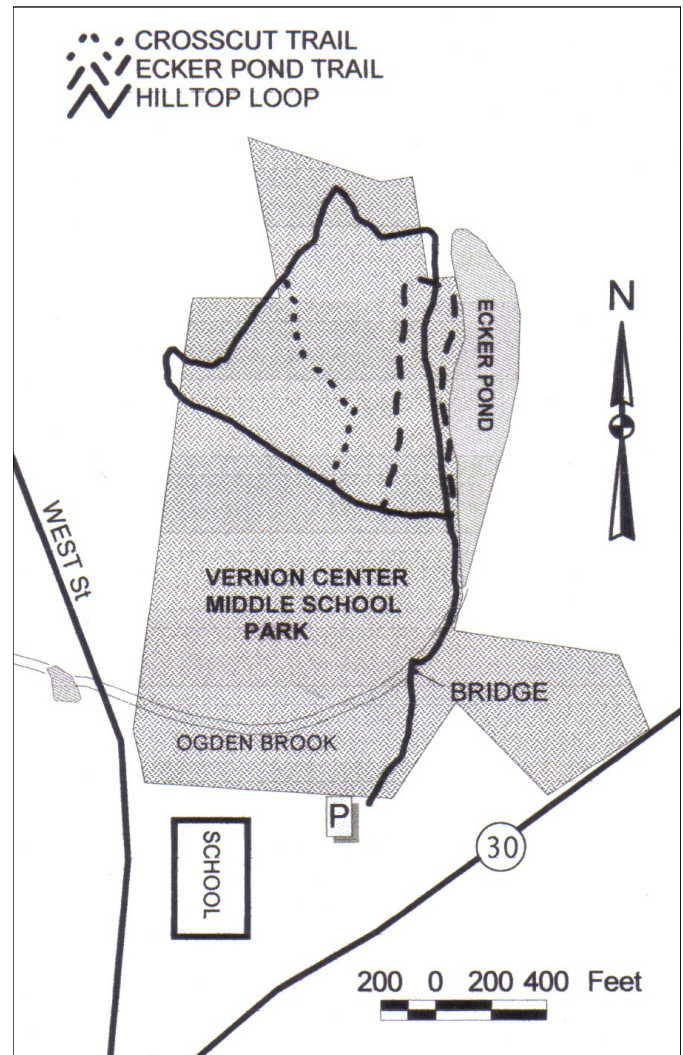 CROSSCUT TRAIL
ECKER POND TRAIL
HILLTOP LOOP
N
ECKER POND
WEST St
VERNON CENTER
MIDDLE SCHOOL
PARK
BRIDGE
OGDEN BROOK
P
SCHOOL
30
200 0 200 400 Feet